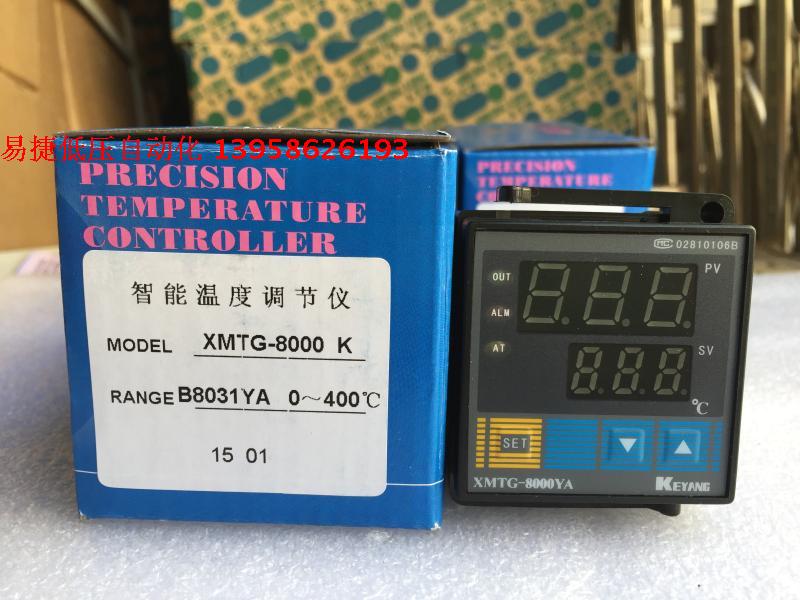 易捷低压自动化 13958626193
PRECISION
TEMPERATURE
CONTROLLER
智能温度调节仪
MODEL XMTG-8000 K
RANGE B8031YA 0～400℃
15 01
PRECISION
TEMPERATURE
MC 02810106B
OUT
PV
ALM
AT
SV
℃
SET
XMTG-8000YA
KEYANG